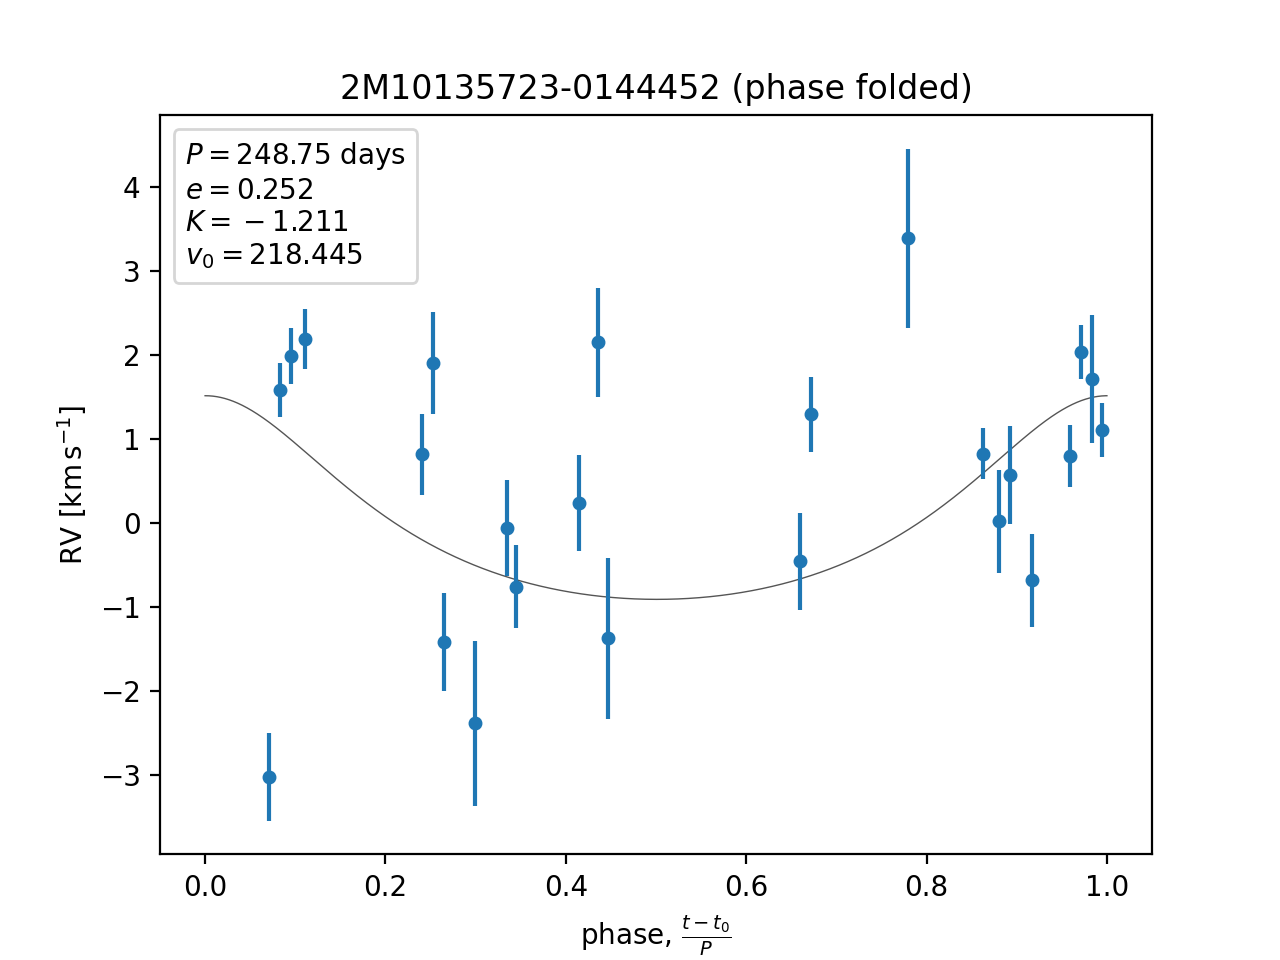 2M10135723-0144452 (phase folded)
P = 248.75 days
e = 0.252
K = −1.211
v₀ = 218.445
4
3
2
1
0
−1
−2
−3
RV [km s⁻¹]
0.0 0.2 0.4 0.6 0.8 1.0
phase, (t − t₀)/P